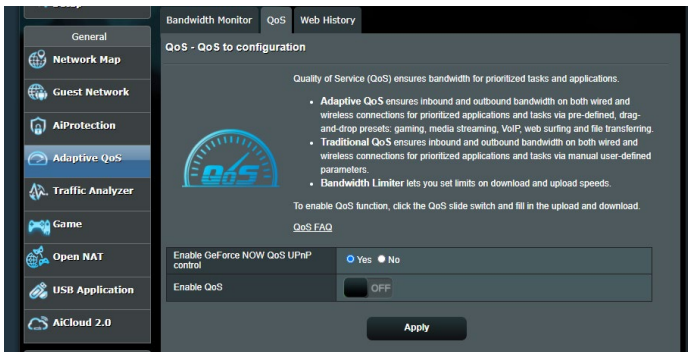 Bandwidth Monitor QoS Web History
General
QoS - QoS to configuration
Network Map
Quality of Service (QoS) ensures bandwidth for prioritized tasks and applications.
Guest Network
• Adaptive QoS ensures inbound and outbound bandwidth on both wired and
wireless connections for prioritized applications and tasks via pre-defined, drag-
and-drop presets: gaming, media streaming, VoIP, web surfing and file transferring.
AiProtection
• Traditional QoS ensures inbound and outbound bandwidth on both wired and
wireless connections for prioritized applications and tasks via manual user-defined
parameters.
Adaptive QoS
QoS
• Bandwidth Limiter lets you set limits on download and upload speeds.
Traffic Analyzer
To enable QoS function, click the QoS slide switch and fill in the upload and download.
Game
QoS FAQ
Open NAT
Enable GeForce NOW QoS UPnP
control
Yes No
USB Application
Enable QoS OFF
AiCloud 2.0
Apply